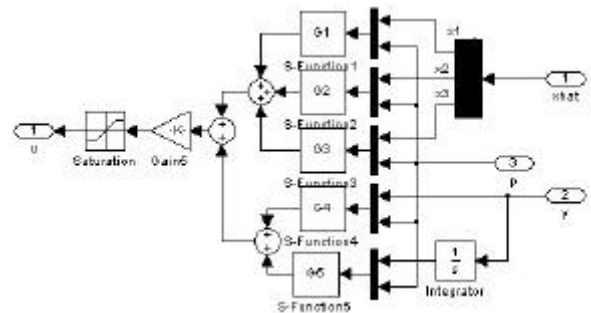 G1
x1
S-Function1
G2
x2
x3
1
xhat
S-Function2
G3
1
u
Saturation
-K-
Gain5
3
P
S-Function3
G4
2
y
S-Function4
G5
1
s
Integrator
S-Function5